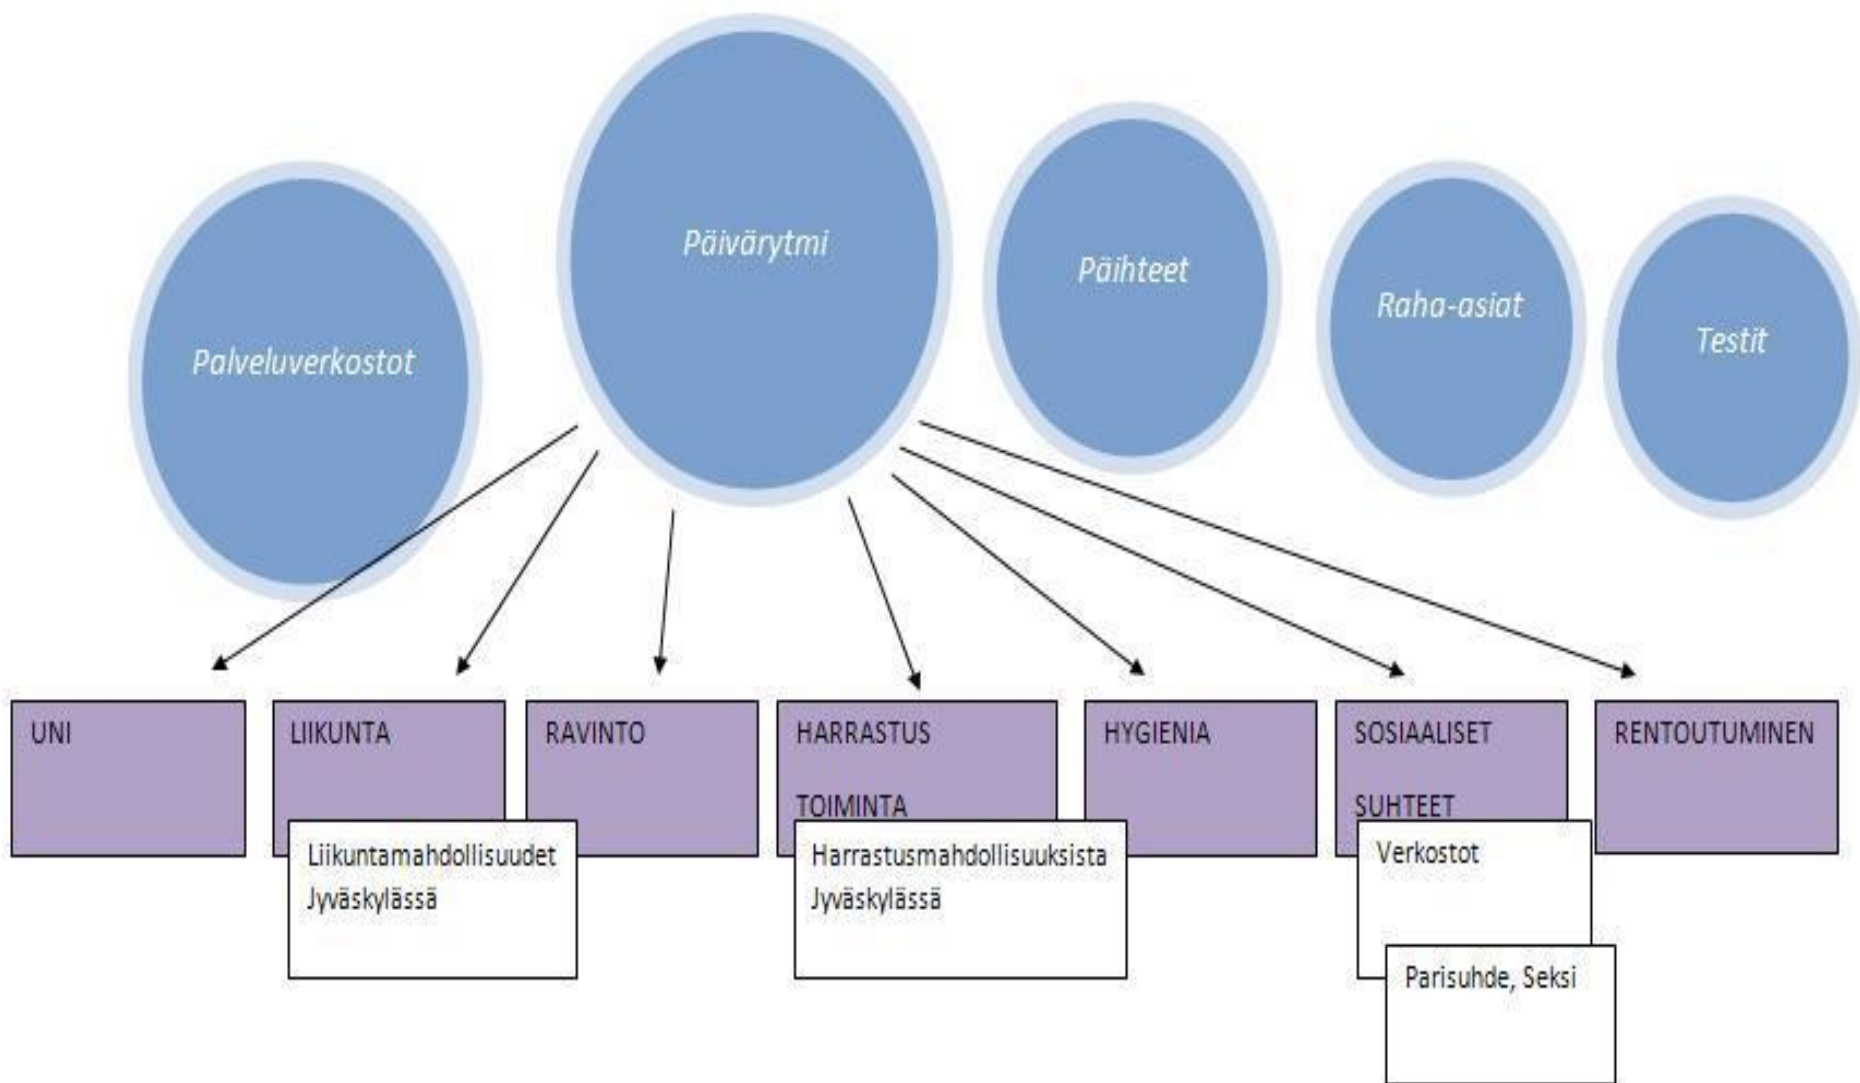 Palveluverkostot
Päivärytmi
Päihteet
Raha-asiat
Testit
UNI
LIIKUNTA
RAVINTO
HARRASTUS
TOIMINTA
HYGIENIA
SOSIAALISET
SUHTEET
RENTOUTUMINEN
Liikuntamahdollisuudet
Jyväskylässä
Harrastusmahdollisuuksista
Jyväskylässä
Verkostot
Parisuhde, Seksi